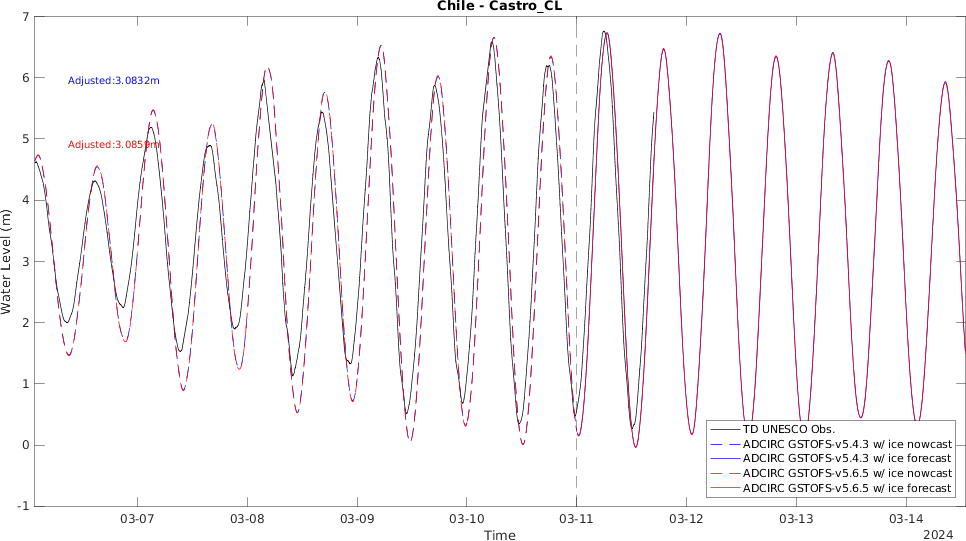 Chile - Castro_CL
7
6
5
4
3
2
1
0
-1
Water Level (m)
Adjusted:3.0832m
Adjusted:3.0859m
TD UNESCO Obs.
ADCIRC GSTOFS-v5.4.3 w/ ice nowcast
ADCIRC GSTOFS-v5.4.3 w/ ice forecast
ADCIRC GSTOFS-v5.6.5 w/ ice nowcast
ADCIRC GSTOFS-v5.6.5 w/ ice forecast
03-07 03-08 03-09 03-10 03-11 03-12 03-13 03-14
Time
2024